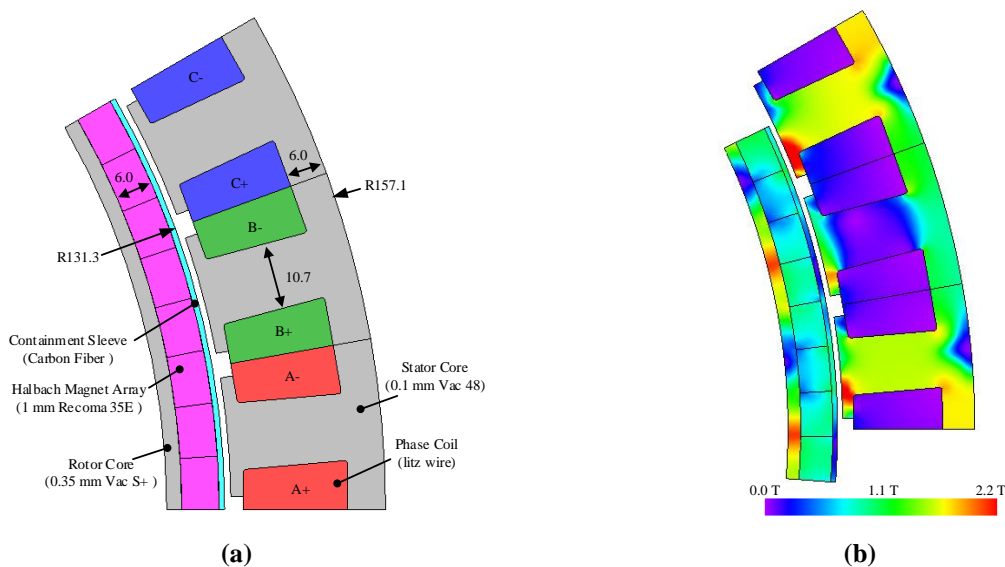 C-
6.0
C+
6.0
R157.1
B-
R131.3
10.7
Containment Sleeve
(Carbon Fiber )
B+
Halbach Magnet Array
(1 mm Recoma 35E )
A-
Stator Core
(0.1 mm Vac 48)
Rotor Core
(0.35 mm Vac S+ )
Phase Coil
(litz wire)
A+
0.0 T 1.1 T 2.2 T
(a)
(b)